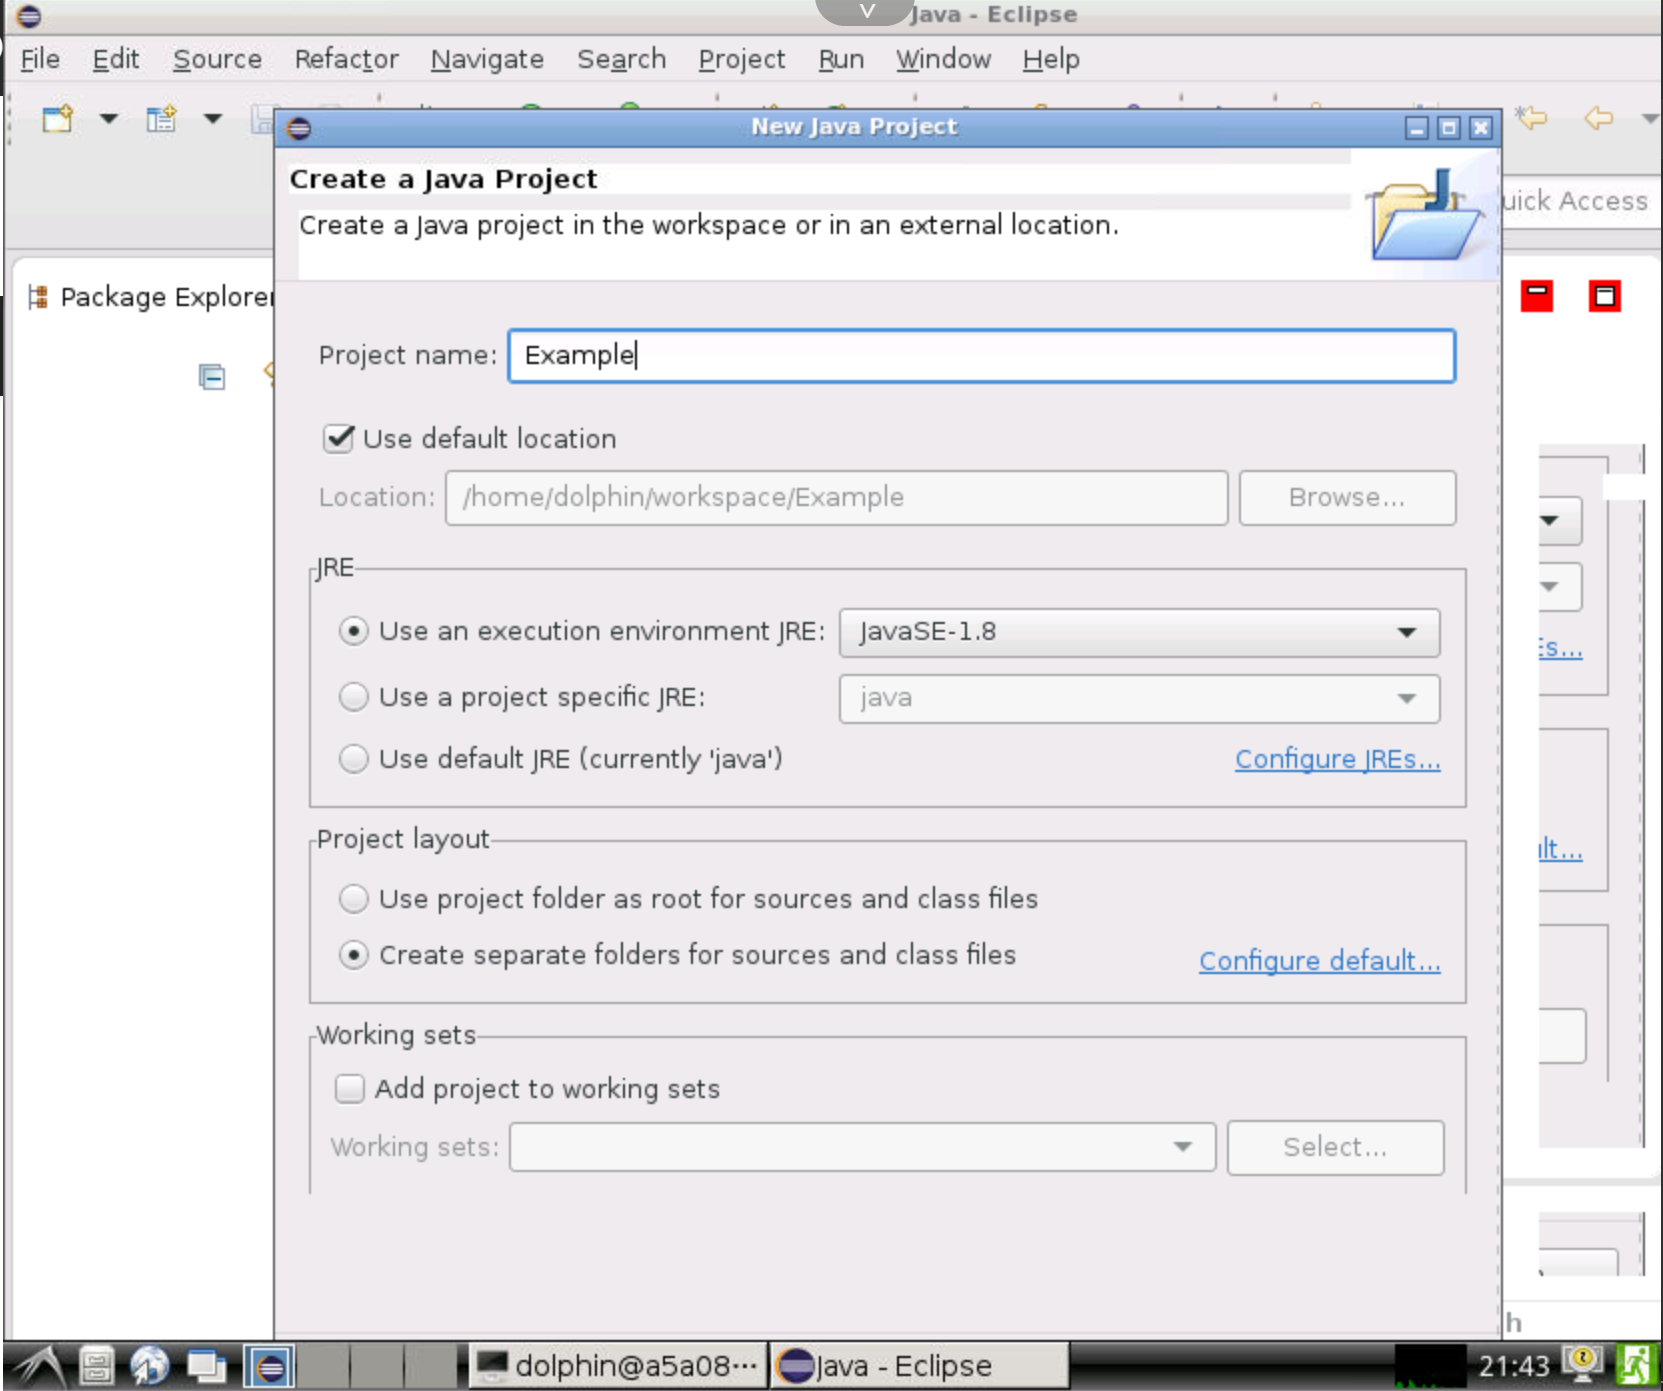 Java - Eclipse
File Edit Source Refactor Navigate Search Project Run Window Help
New Java Project
Create a Java Project
Create a Java project in the workspace or in an external location.
uick Access
Package Explorer
Project name: Example
Use default location
Location: /home/dolphin/workspace/Example Browse...
JRE
Use an execution environment JRE: JavaSE-1.8
Use a project specific JRE: java
Es...
Use default JRE (currently 'java') Configure JREs...
Project layout
ult...
Use project folder as root for sources and class files
Create separate folders for sources and class files Configure default...
Working sets
Add project to working sets
Working sets: Select...
h
dolphin@a5a08··· Java - Eclipse 21:43